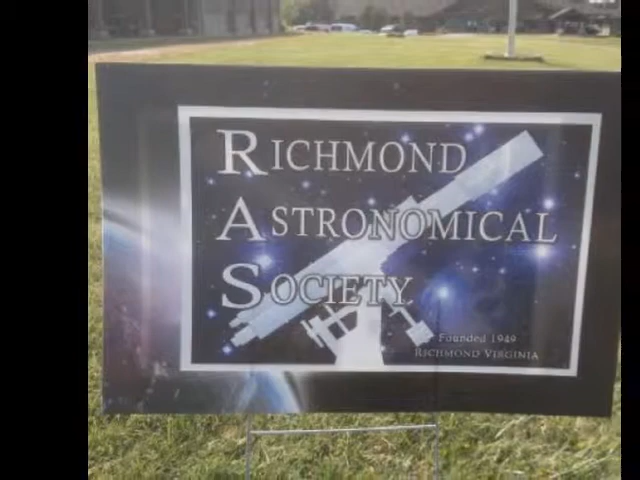 RICHMOND
ASTRONOMICAL
SOCIETY
Founded 1949
RICHMOND VIRGINIA